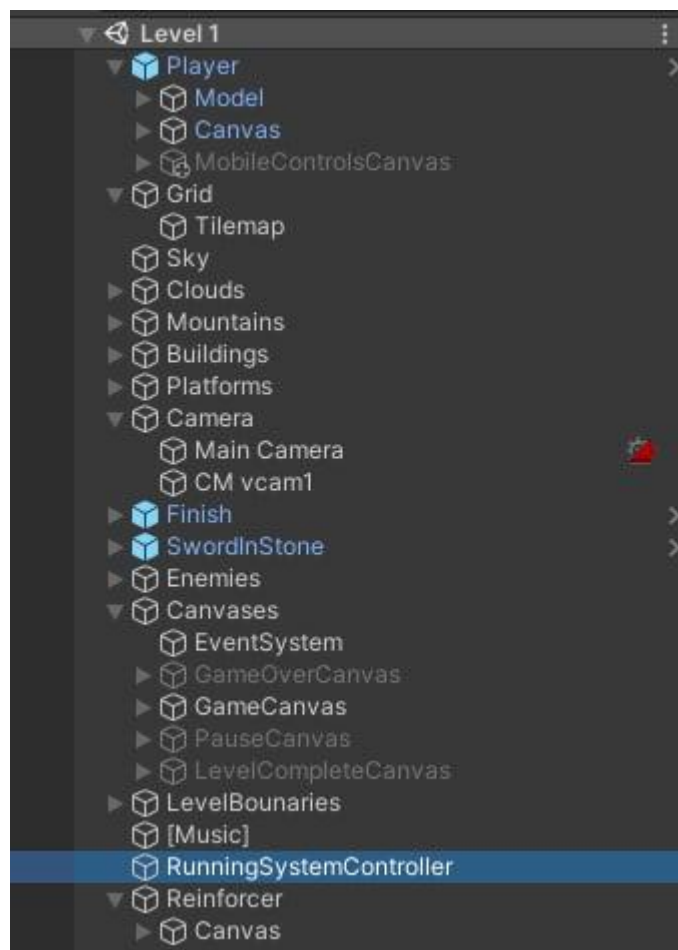 Level 1
Player
Model
Canvas
MobileControlsCanvas
Grid
Tilemap
Sky
Clouds
Mountains
Buildings
Platforms
Camera
Main Camera
CM vcam1
Finish
SwordInStone
Enemies
Canvases
EventSystem
GameOverCanvas
GameCanvas
PauseCanvas
LevelCompleteCanvas
LevelBounaries
[Music]
RunningSystemController
Reinforcer
Canvas